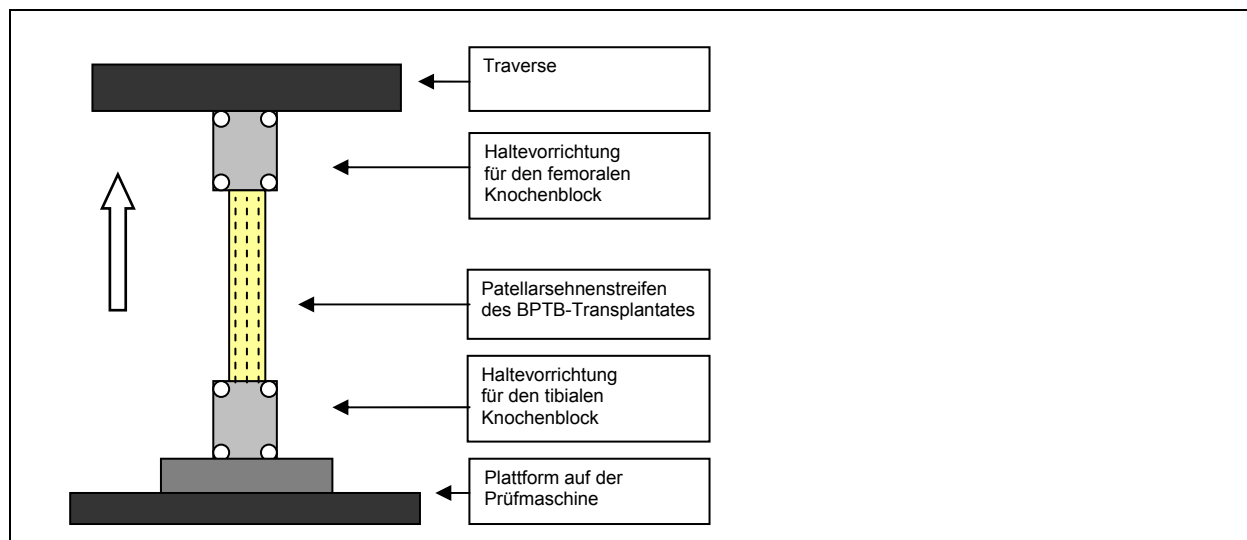 Traverse
Haltevorrichtung
für den femoralen
Knochenblock
Patellarsehnenstreifen
des BPTB-Transplantates
Haltevorrichtung
für den tibialen
Knochenblock
Plattform auf der
Prüfmaschine